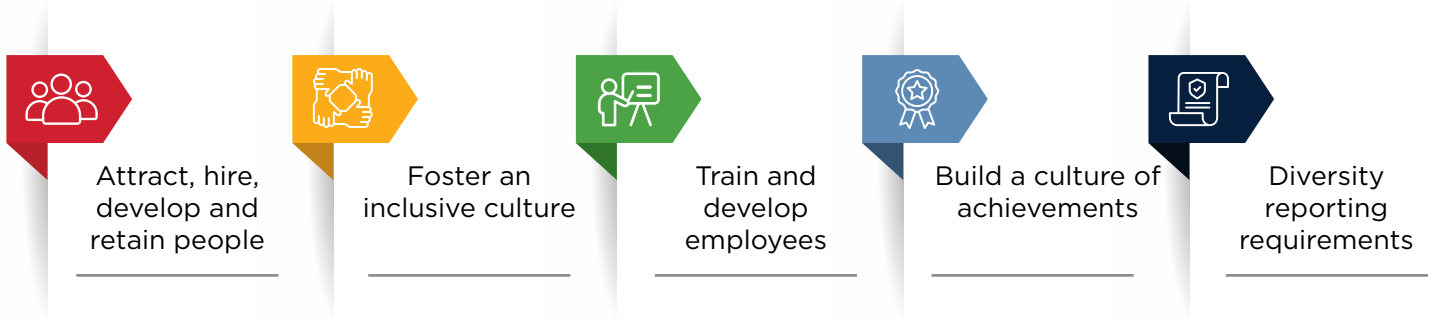 Attract, hire,
develop and
retain people
Foster an
inclusive culture
Train and
develop
employees
Build a culture of
achievements
Diversity
reporting
requirements